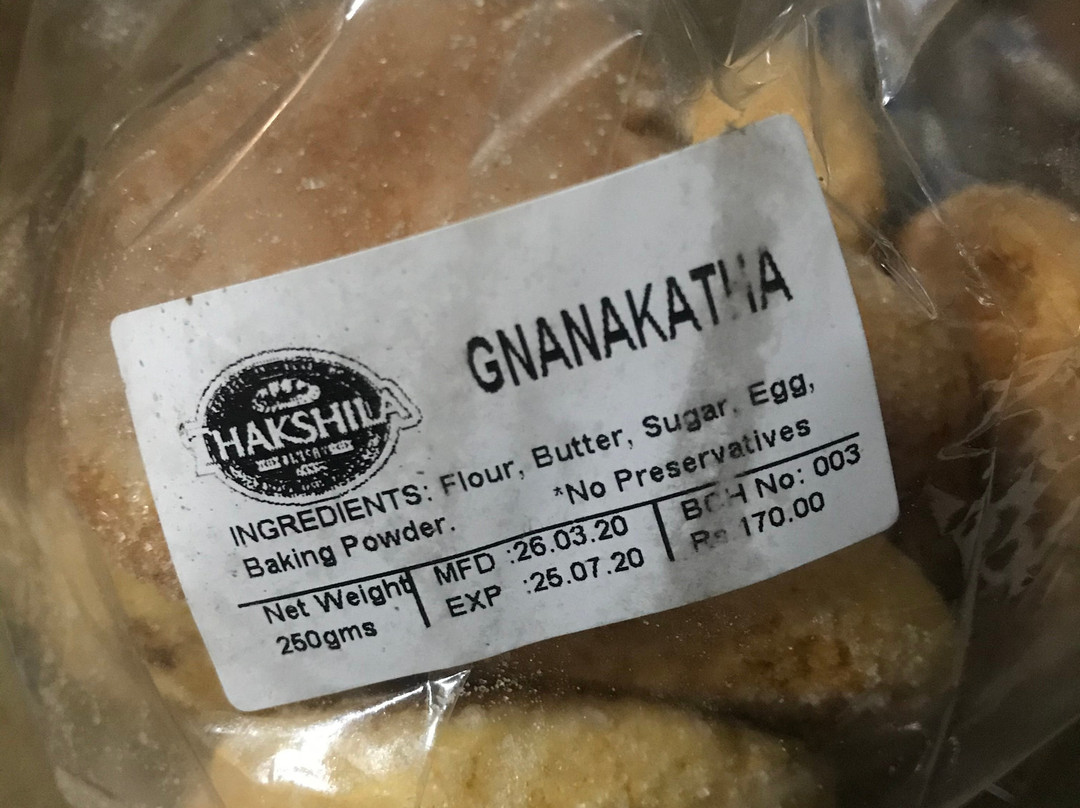 GNANAKATHA
THAKSHILA
INGREDIENTS: Flour, Butter, Sugar, Egg,
Baking Powder.
*No Preservatives
Net Weight
250gms
MFD :26.03.20
EXP :25.07.20
BCH No: 003
Rs 170.00